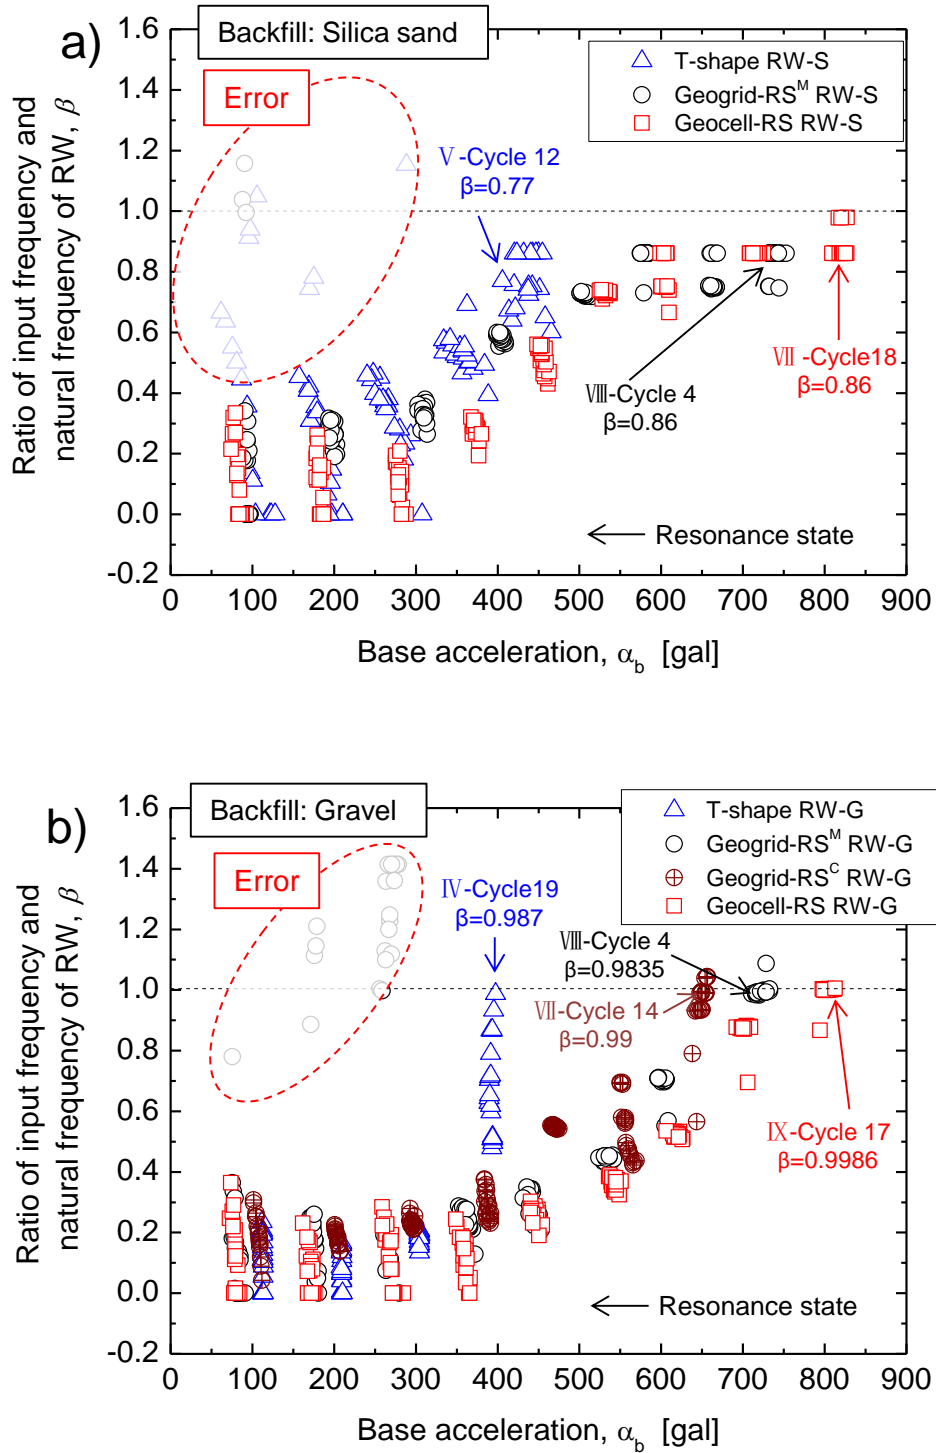 a)
Backfill: Silica sand
Error
T-shape RW-S
Geogrid-RS^M RW-S
Geocell-RS RW-S
Ⅴ-Cycle 12
β=0.77
Ⅷ-Cycle 4
β=0.86
Ⅶ-Cycle18
β=0.86
Resonance state
Ratio of input frequency and
natural frequency of RW, β
1.6
1.4
1.2
1.0
0.8
0.6
0.4
0.2
0.0
-0.2
0 100 200 300 400 500 600 700 800 900
Base acceleration, α_b [gal]
b)
Backfill: Gravel
Error
T-shape RW-G
Geogrid-RS^M RW-G
Geogrid-RS^C RW-G
Geocell-RS RW-G
Ⅳ-Cycle19
β=0.987
Ⅷ-Cycle 4
β=0.9835
Ⅶ-Cycle 14
β=0.99
Ⅸ-Cycle 17
β=0.9986
Resonance state
Ratio of input frequency and
natural frequency of RW, β
1.6
1.4
1.2
1.0
0.8
0.6
0.4
0.2
0.0
-0.2
0 100 200 300 400 500 600 700 800 900
Base acceleration, α_b [gal]